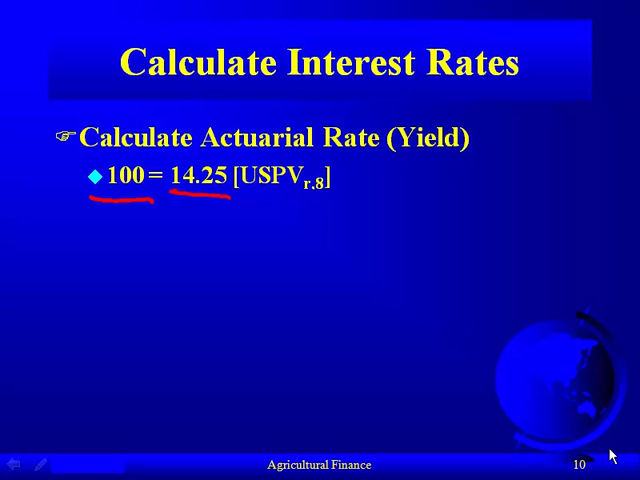 Calculate Interest Rates
☞Calculate Actuarial Rate (Yield)
◆100 = 14.25 [USPVr,8]
Agricultural Finance
10